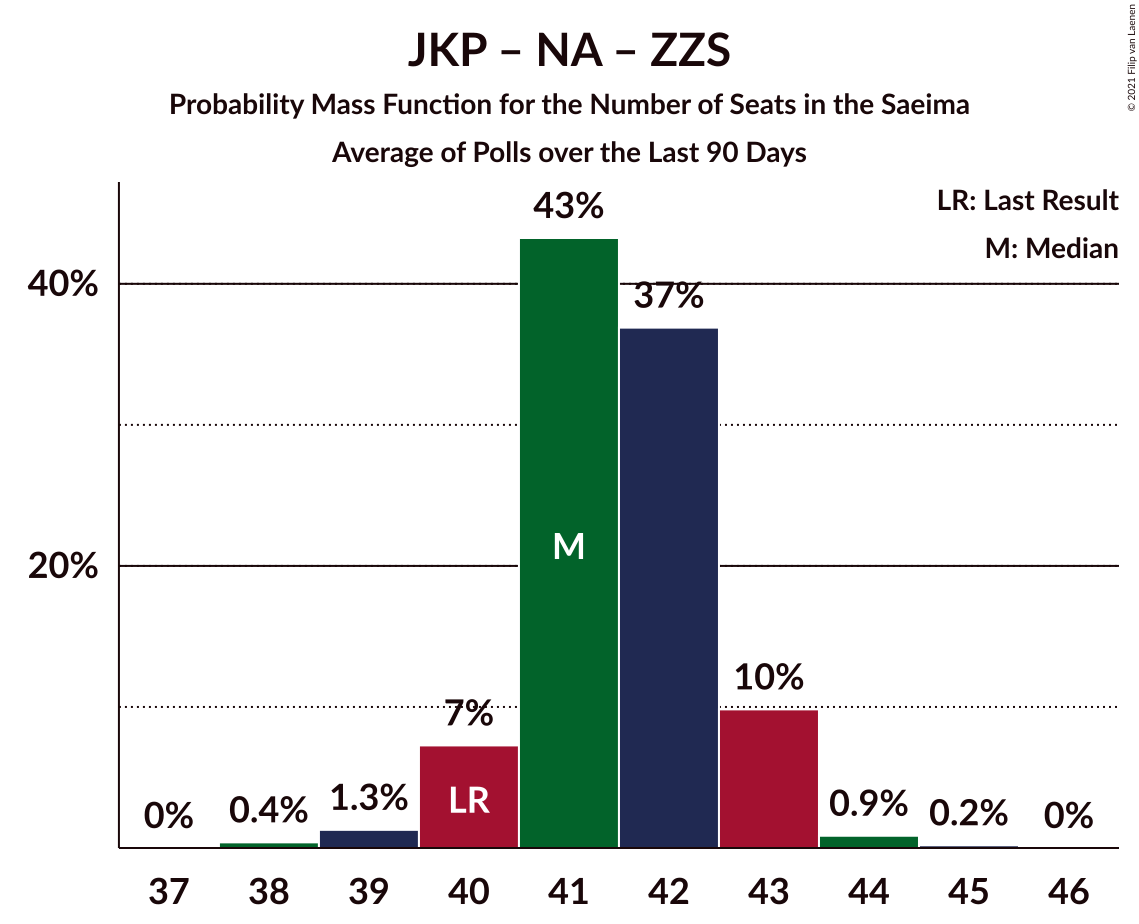 JKP – NA – ZZS
Probability Mass Function for the Number of Seats in the Saeima
Average of Polls over the Last 90 Days
© 2021 Filip van Laenen
LR: Last Result
M: Median
43%
40%
37%
M
20%
10%
7%
LR
1.3%
0.4%
0%
0.9%
0.2%
0%
37 38 39 40 41 42 43 44 45 46